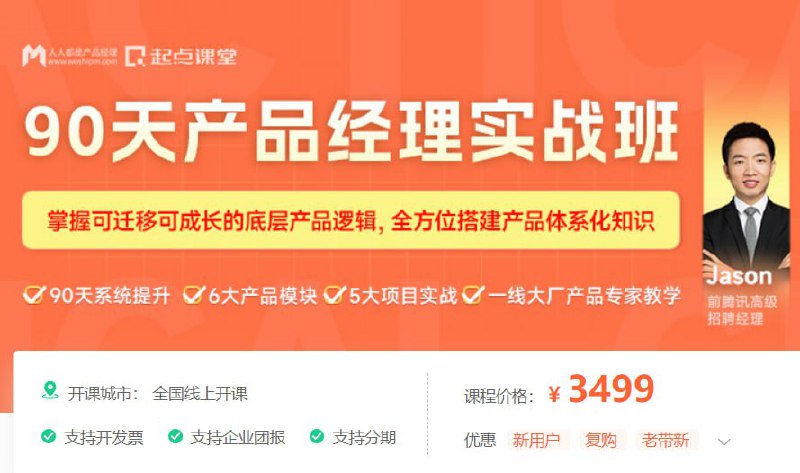 人人都是产品经理 起点课堂
www.woshipm.com
90天产品经理实战班
掌握可迁移可成长的底层产品逻辑，全方位搭建产品体系化知识
90天系统提升 6大产品模块 5大项目实战 一线大厂产品专家教学
Jason
前腾讯高级
招聘经理
开课城市： 全国线上开课
支持开发票 支持企业团报 支持分期
课程价格： ¥ 3499
优惠 新用户 复购 老带新